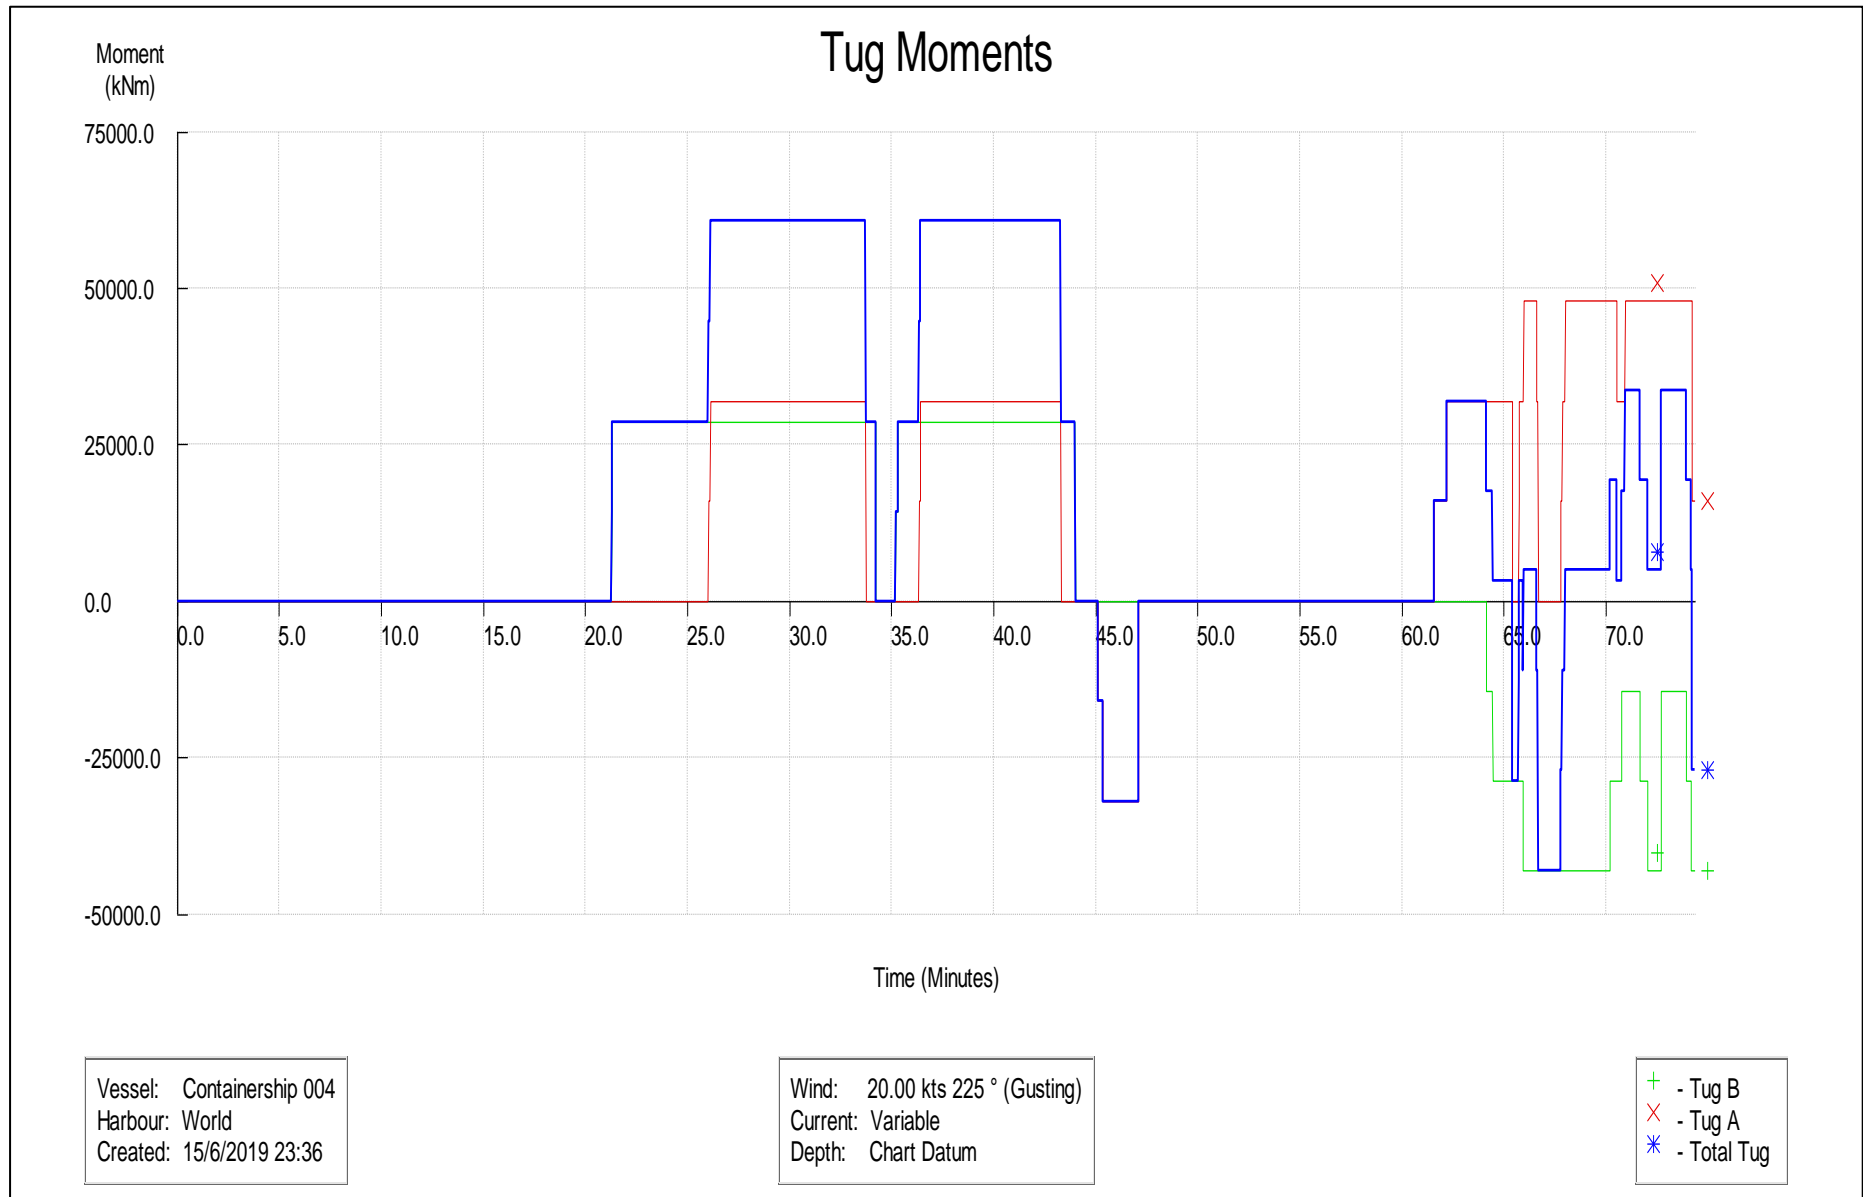 Tug Moments
Moment
(kNm)
75000.0
50000.0
25000.0
0.0
-25000.0
-50000.0
0.0 5.0 10.0 15.0 20.0 25.0 30.0 35.0 40.0 45.0 50.0 55.0 60.0 65.0 70.0
Time (Minutes)
Vessel: Containership 004
Harbour: World
Created: 15/6/2019 23:36
Wind: 20.00 kts 225 ° (Gusting)
Current: Variable
Depth: Chart Datum
- Tug B
- Tug A
- Total Tug